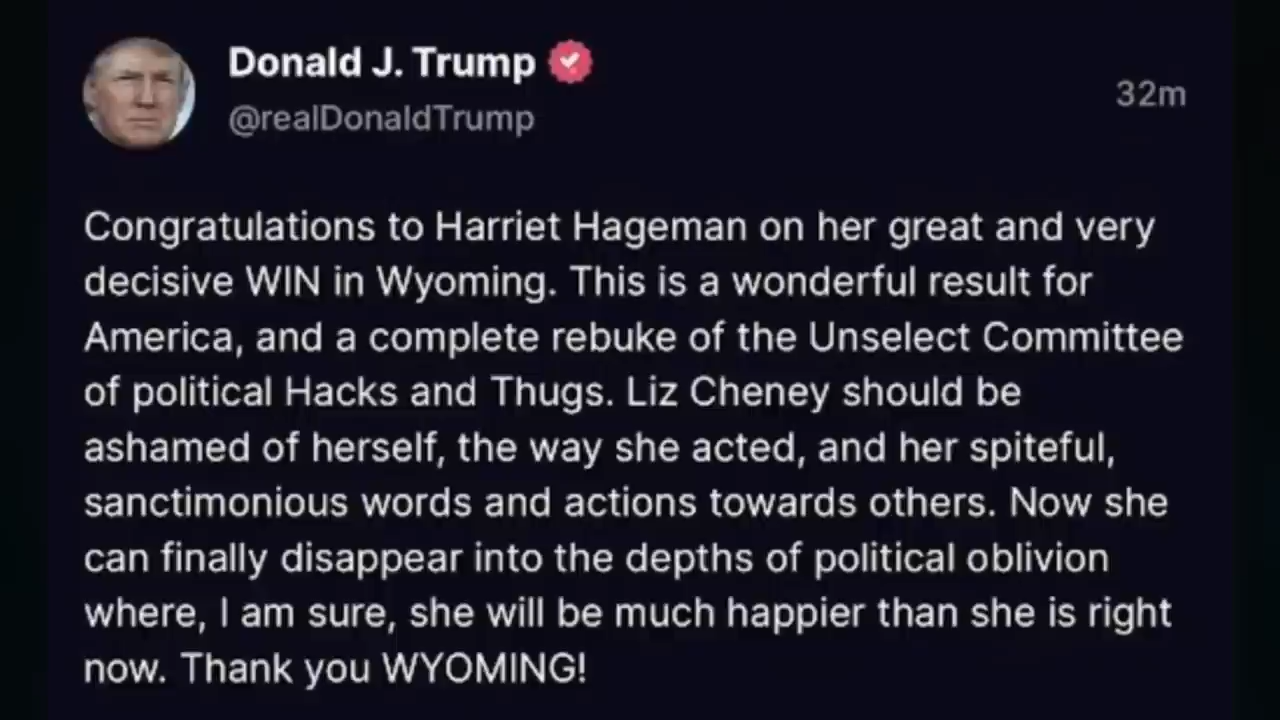 Donald J. Trump
@realDonaldTrump
32m
Congratulations to Harriet Hageman on her great and very
decisive WIN in Wyoming. This is a wonderful result for
America, and a complete rebuke of the Unselect Committee
of political Hacks and Thugs. Liz Cheney should be
ashamed of herself, the way she acted, and her spiteful,
sanctimonious words and actions towards others. Now she
can finally disappear into the depths of political oblivion
where, I am sure, she will be much happier than she is right
now. Thank you WYOMING!